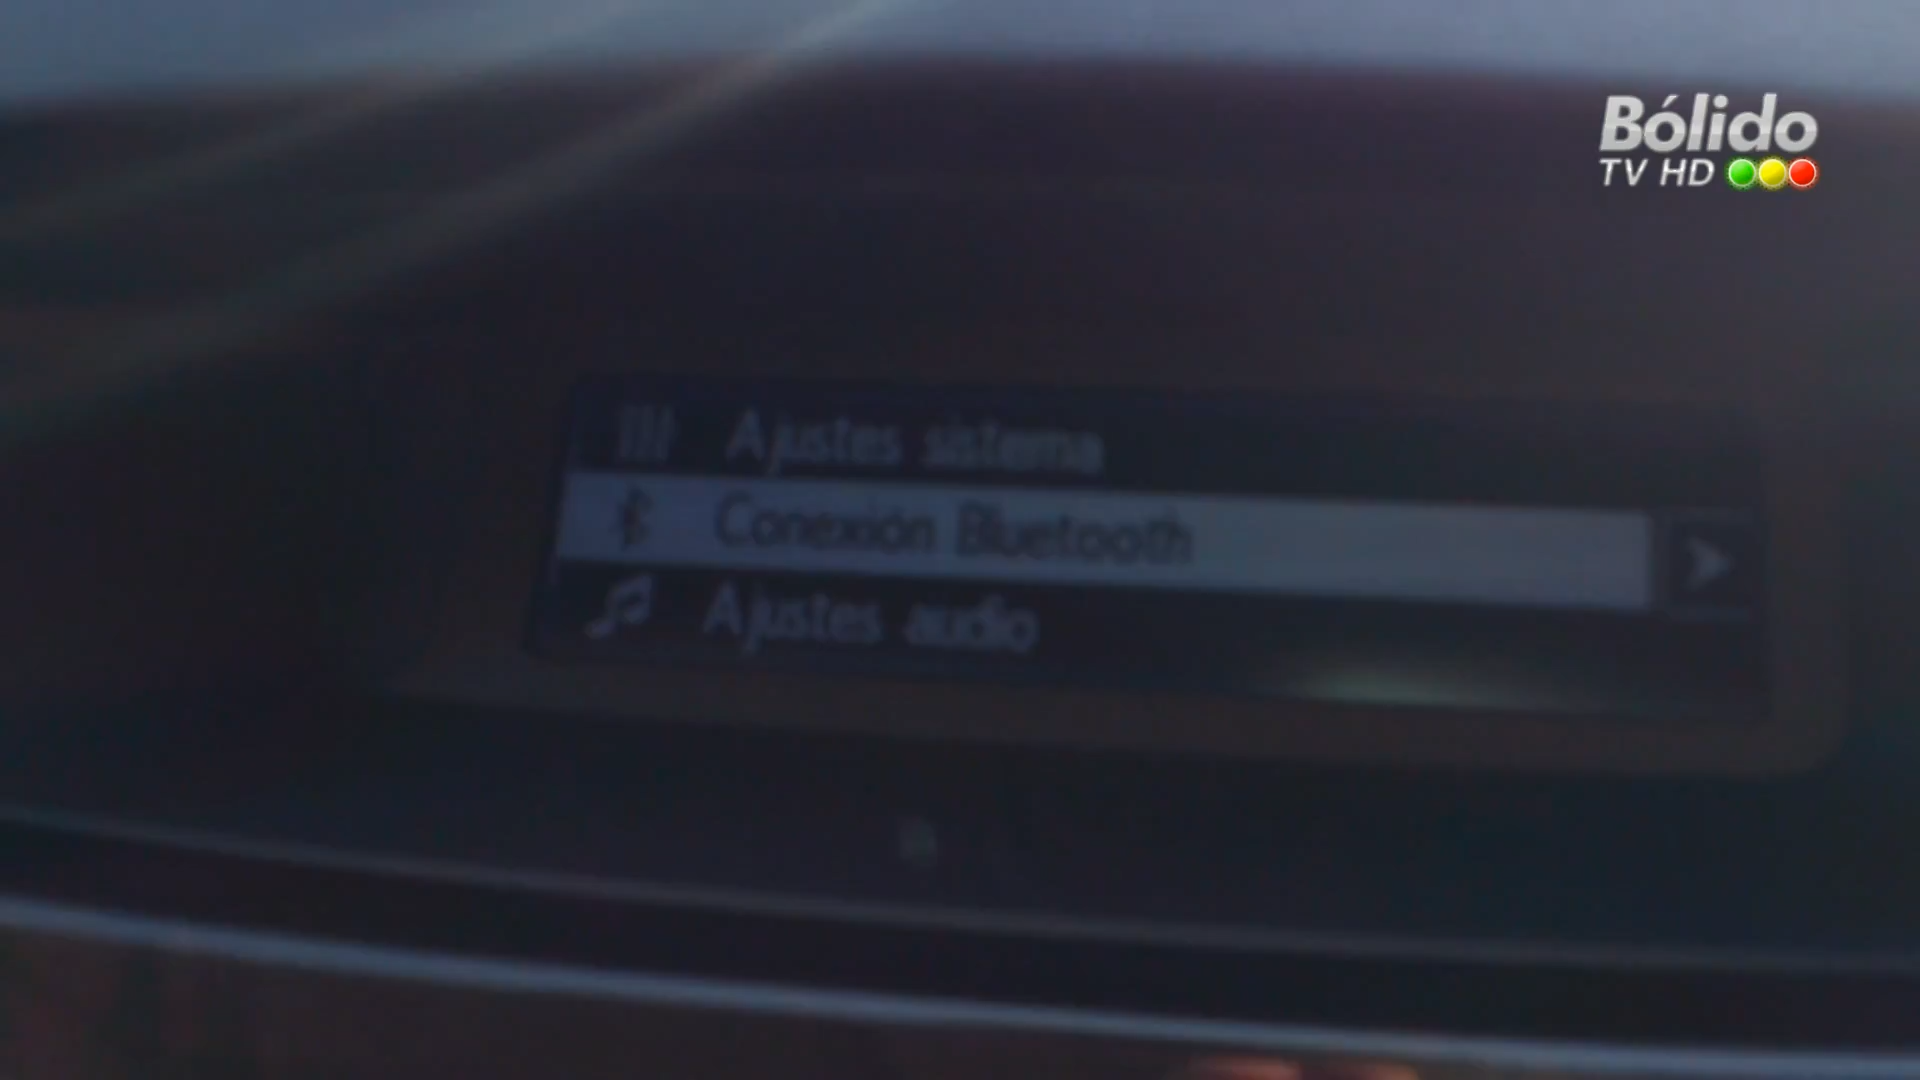 Bólido
TV HD
Ajustes sistema
Conexión Bluetooth
Ajustes audio